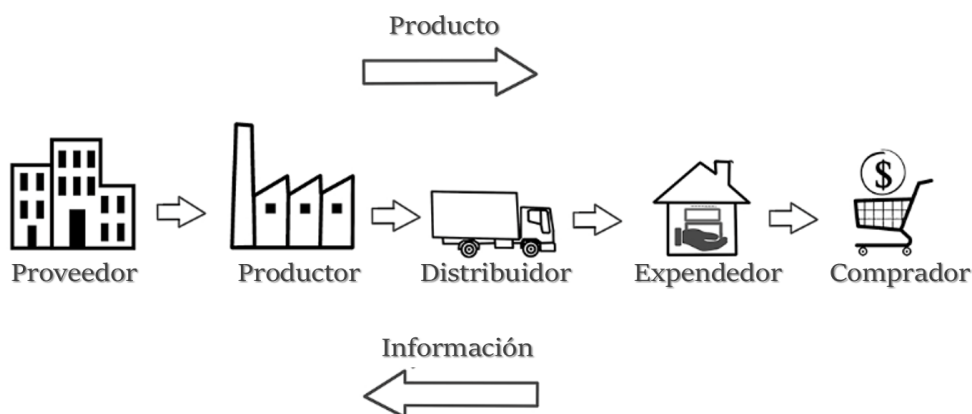 Producto
Proveedor
Productor
Distribuidor
Expendedor
$
Comprador
Información